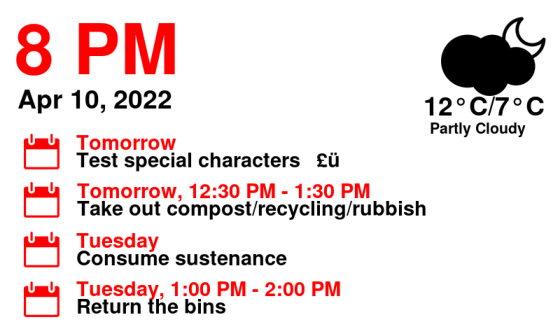 8 PM
Apr 10, 2022
12°C/7°C
Partly Cloudy
Tomorrow
Test special characters   £ü
Tomorrow, 12:30 PM - 1:30 PM
Take out compost/recycling/rubbish
Tuesday
Consume sustenance
Tuesday, 1:00 PM - 2:00 PM
Return the bins